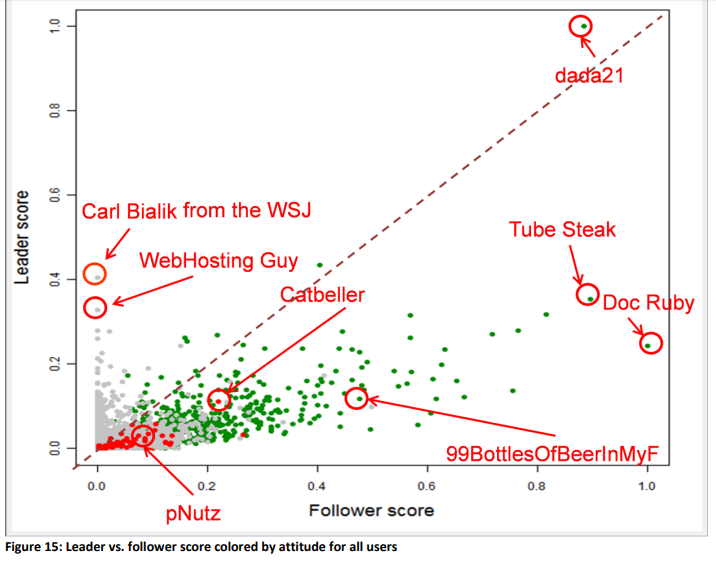 dada21
Carl Bialik from the WSJ
WebHosting Guy
Tube Steak
Catbeller
Doc Ruby
99BottlesOfBeerInMyF
pNutz
Leader score
1.0
0.8
0.6
0.4
0.2
0.0
0.0 0.2 0.4 0.6 0.8 1.0
Follower score
Figure 15: Leader vs. follower score colored by attitude for all users